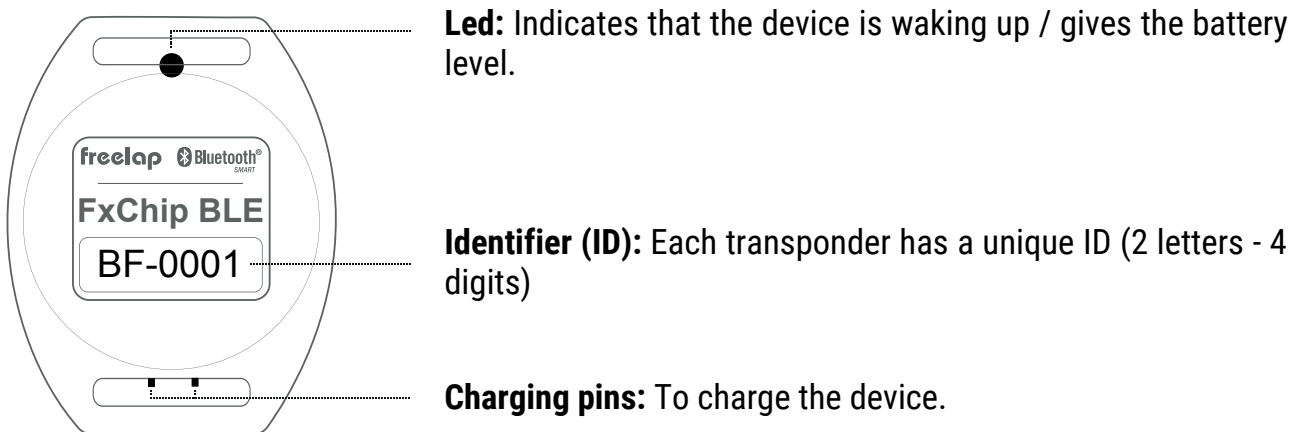 Led: Indicates that the device is waking up / gives the battery
level.
freelap Bluetooth®
SMART
FxChip BLE
BF-0001
Identifier (ID): Each transponder has a unique ID (2 letters - 4
digits)
Charging pins: To charge the device.